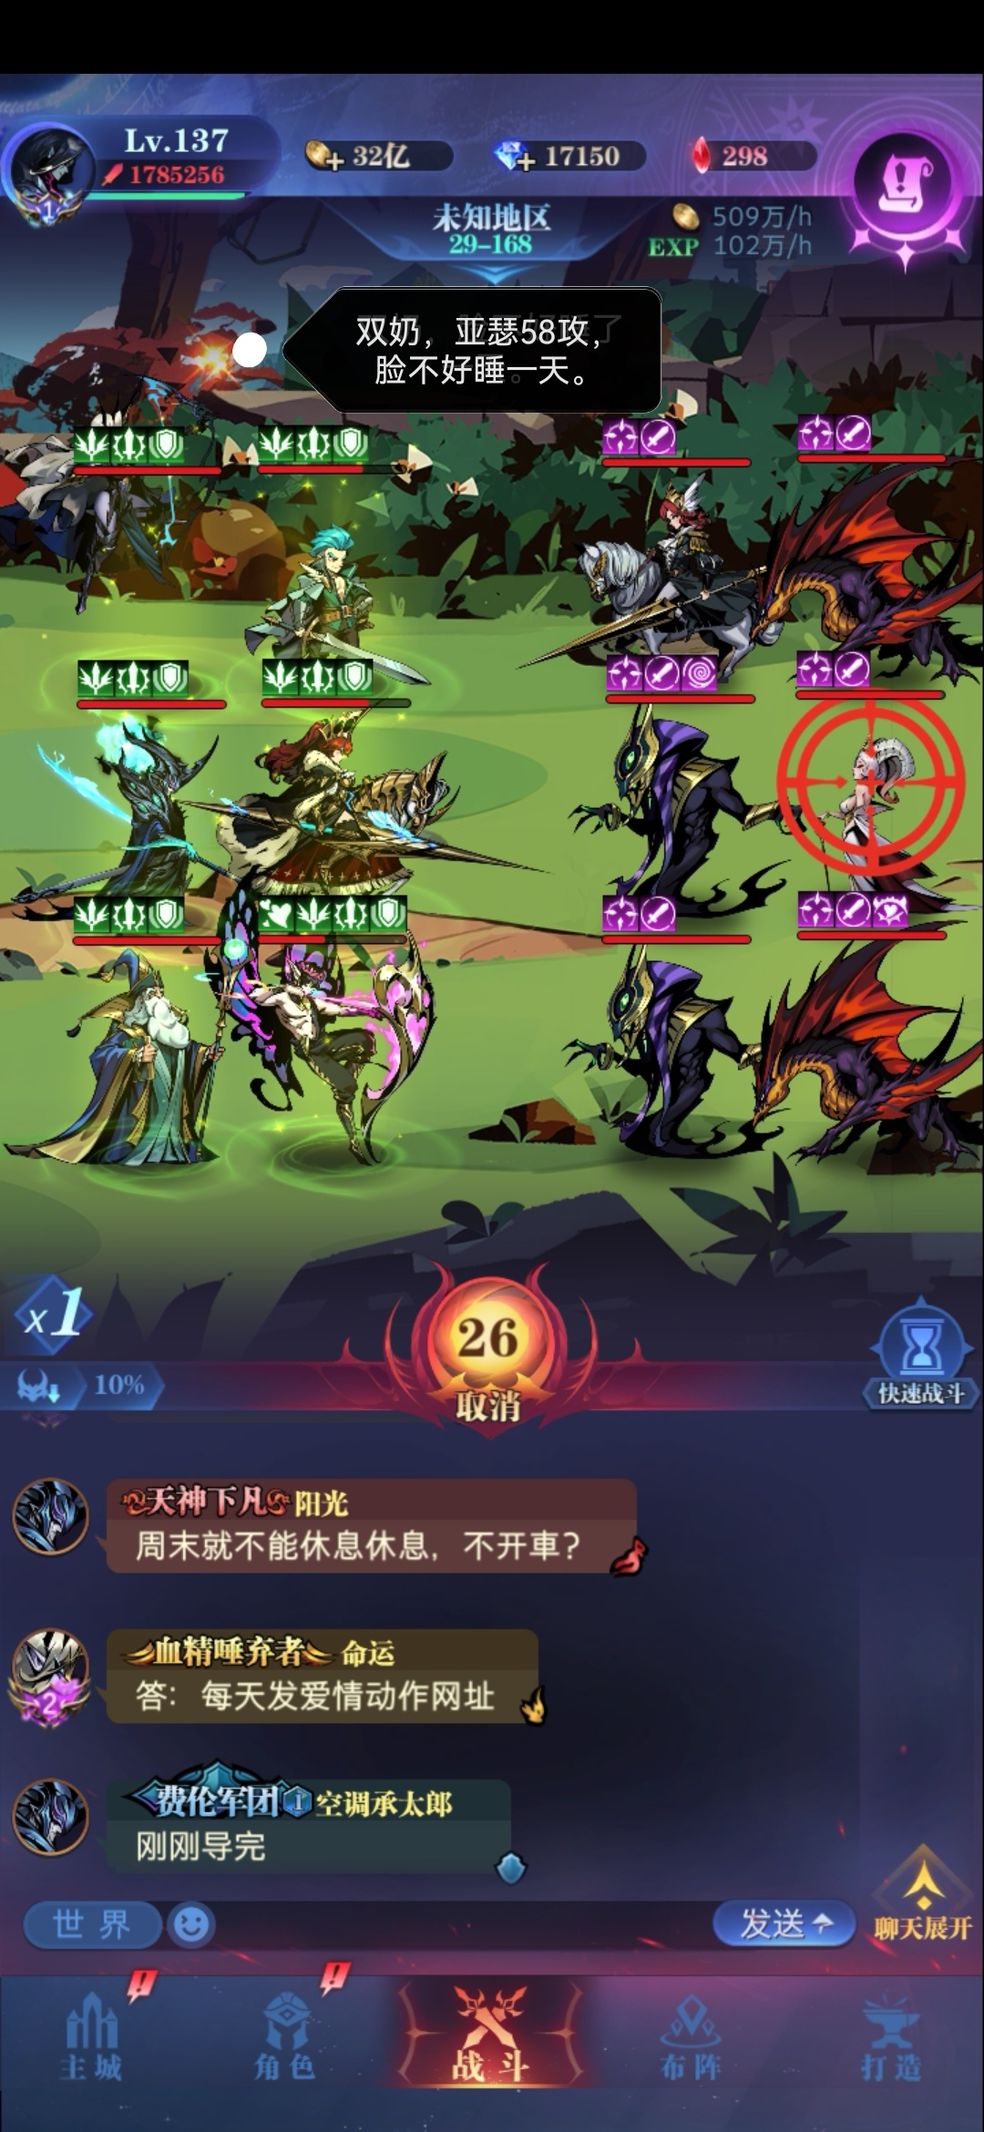 Lv.137
1785256
1
32亿
17150
298
未知地区
29-168
509万/h
EXP 102万/h
双奶，亚瑟58攻，
脸不好睡一天。
x1
26
取消
10%
快速战斗
天神下凡 阳光
周末就不能休息休息，不开車？
血精唾弃者 命运
2
答：每天发爱情动作网址
费伦军团 1 空调承太郎
刚刚导完
世界
发送
聊天展开
主城
角色
战斗
布阵
打造